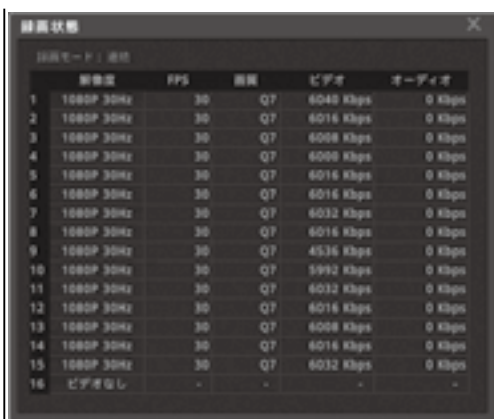 録画状態 X
録画モード: 連続
解像度 FPS 画質 ビデオ オーディオ
1 1080P 30Hz 30 Q7 6040 Kbps 0 Kbps
2 1080P 30Hz 30 Q7 6016 Kbps 0 Kbps
3 1080P 30Hz 30 Q7 6008 Kbps 0 Kbps
4 1080P 30Hz 30 Q7 6000 Kbps 0 Kbps
5 1080P 30Hz 30 Q7 6016 Kbps 0 Kbps
6 1080P 30Hz 30 Q7 6016 Kbps 0 Kbps
7 1080P 30Hz 30 Q7 6032 Kbps 0 Kbps
8 1080P 30Hz 30 Q7 6016 Kbps 0 Kbps
9 1080P 30Hz 30 Q7 4536 Kbps 0 Kbps
10 1080P 30Hz 30 Q7 5992 Kbps 0 Kbps
11 1080P 30Hz 30 Q7 6032 Kbps 0 Kbps
12 1080P 30Hz 30 Q7 6016 Kbps 0 Kbps
13 1080P 30Hz 30 Q7 6008 Kbps 0 Kbps
14 1080P 30Hz 30 Q7 6016 Kbps 0 Kbps
15 1080P 30Hz 30 Q7 6032 Kbps 0 Kbps
16 ビデオなし - - - -